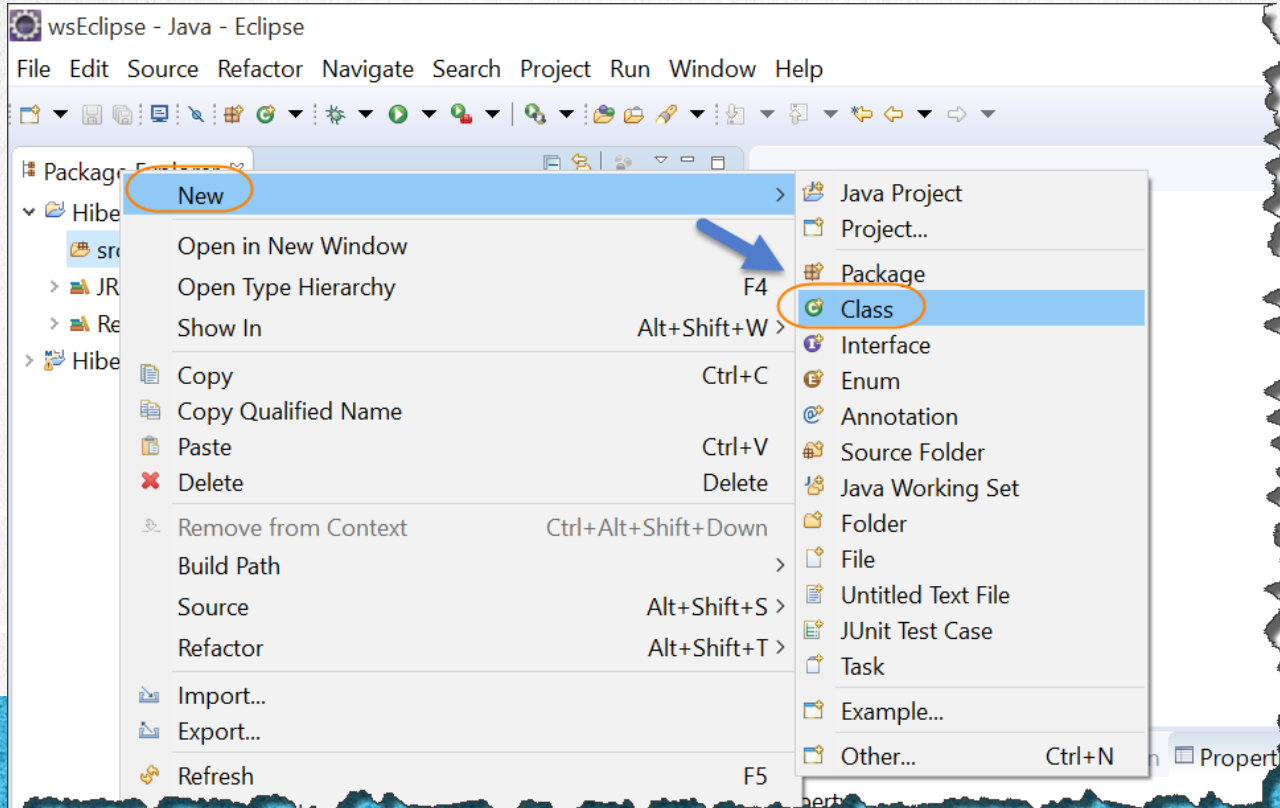 wsEclipse - Java - Eclipse
File Edit Source Refactor Navigate Search Project Run Window Help
Package
New
Hibe
src
JR
Re
Hibe
Open in New Window
Open Type Hierarchy F4
Show In Alt+Shift+W
Copy Ctrl+C
Copy Qualified Name
Paste Ctrl+V
Delete Delete
Remove from Context Ctrl+Alt+Shift+Down
Build Path
Source Alt+Shift+S
Refactor Alt+Shift+T
Import...
Export...
Refresh F5
Java Project
Project...
Package
Class
Interface
Enum
Annotation
Source Folder
Java Working Set
Folder
File
Untitled Text File
JUnit Test Case
Task
Example...
Other... Ctrl+N
n
Propert